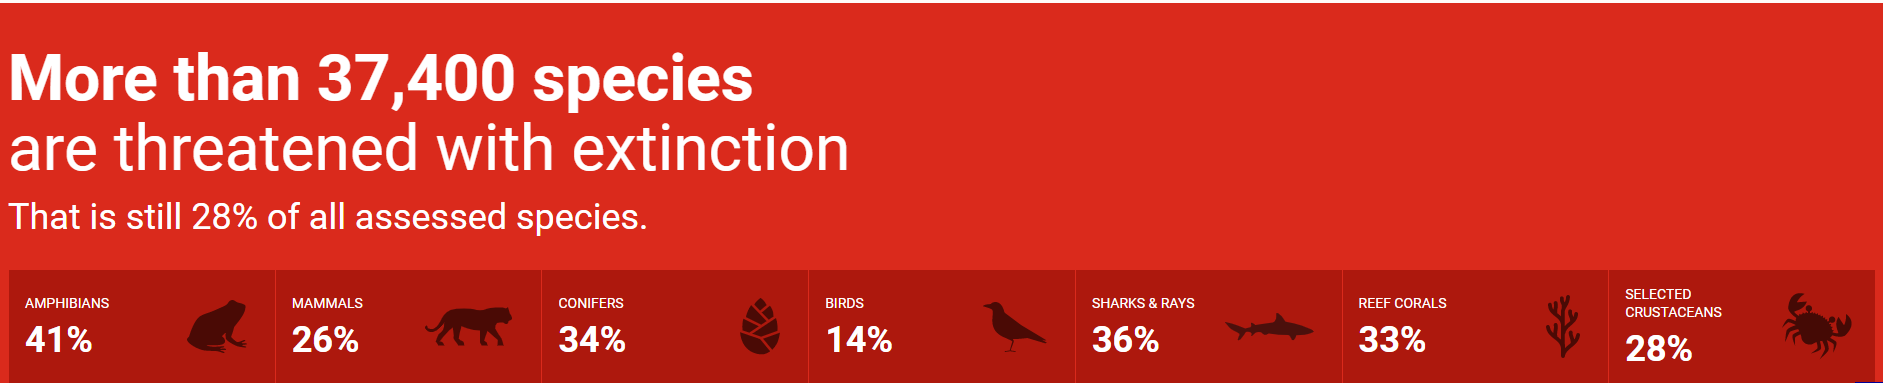 More than 37,400 species
are threatened with extinction
That is still 28% of all assessed species.
AMPHIBIANS
41%
MAMMALS
26%
CONIFERS
34%
BIRDS
14%
SHARKS & RAYS
36%
REEF CORALS
33%
SELECTED
CRUSTACEANS
28%